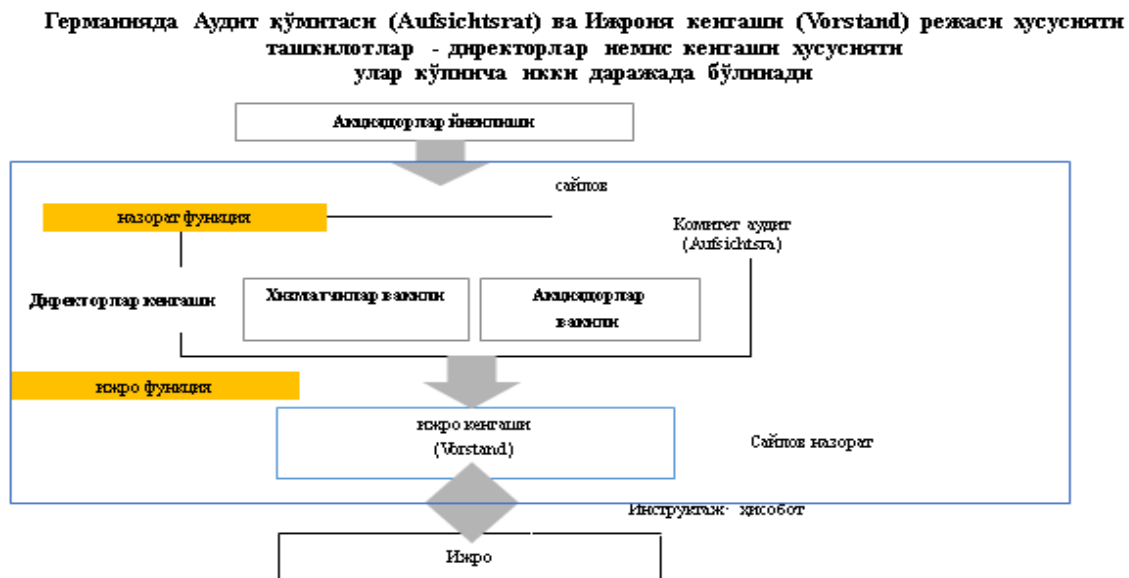 Германияда Аудит қўмитаси (Aufsichtsrat) ва Ижроия кенгаши (Vorstand) режаси хусусияти
ташкилотлар - директорлар немис кенгаши хусусияти
улар кўпинча икки даражада бўлинади
Акциядорлар йиғилиши
сайлов
назорат функция
Комитет аудит
(Aufsichtsra)
Директорлар кенгаши
Хизматчилар вакили
Акциядорлар
вакили
ижро функция
ижро кенгаши
(Vorstand)
Сайлов назорат
Инструктаж· ҳисобот
Ижро